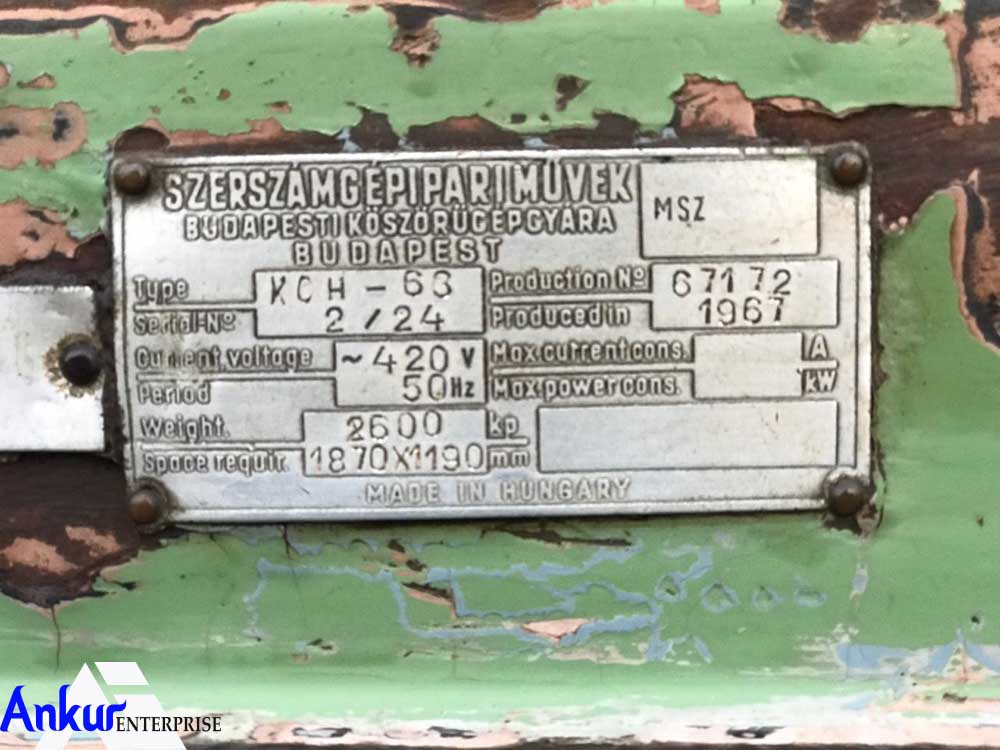 SZERSZÁMGÉPIPARI MŰVEK
BUDAPESTI KÖSZÖRŰGÉPGYÁRA
BUDAPEST
MSZ
Type KCH-63 Production No 67172
Serial-No 2/24 Produced in 1967
Current voltage ~420 V Max.current cons. A
Period 50 Hz Max power cons. kW
Weight. 2600 kp
Space requir. 1870X1190 mm
MADE IN HUNGARY
Ankur ENTERPRISE